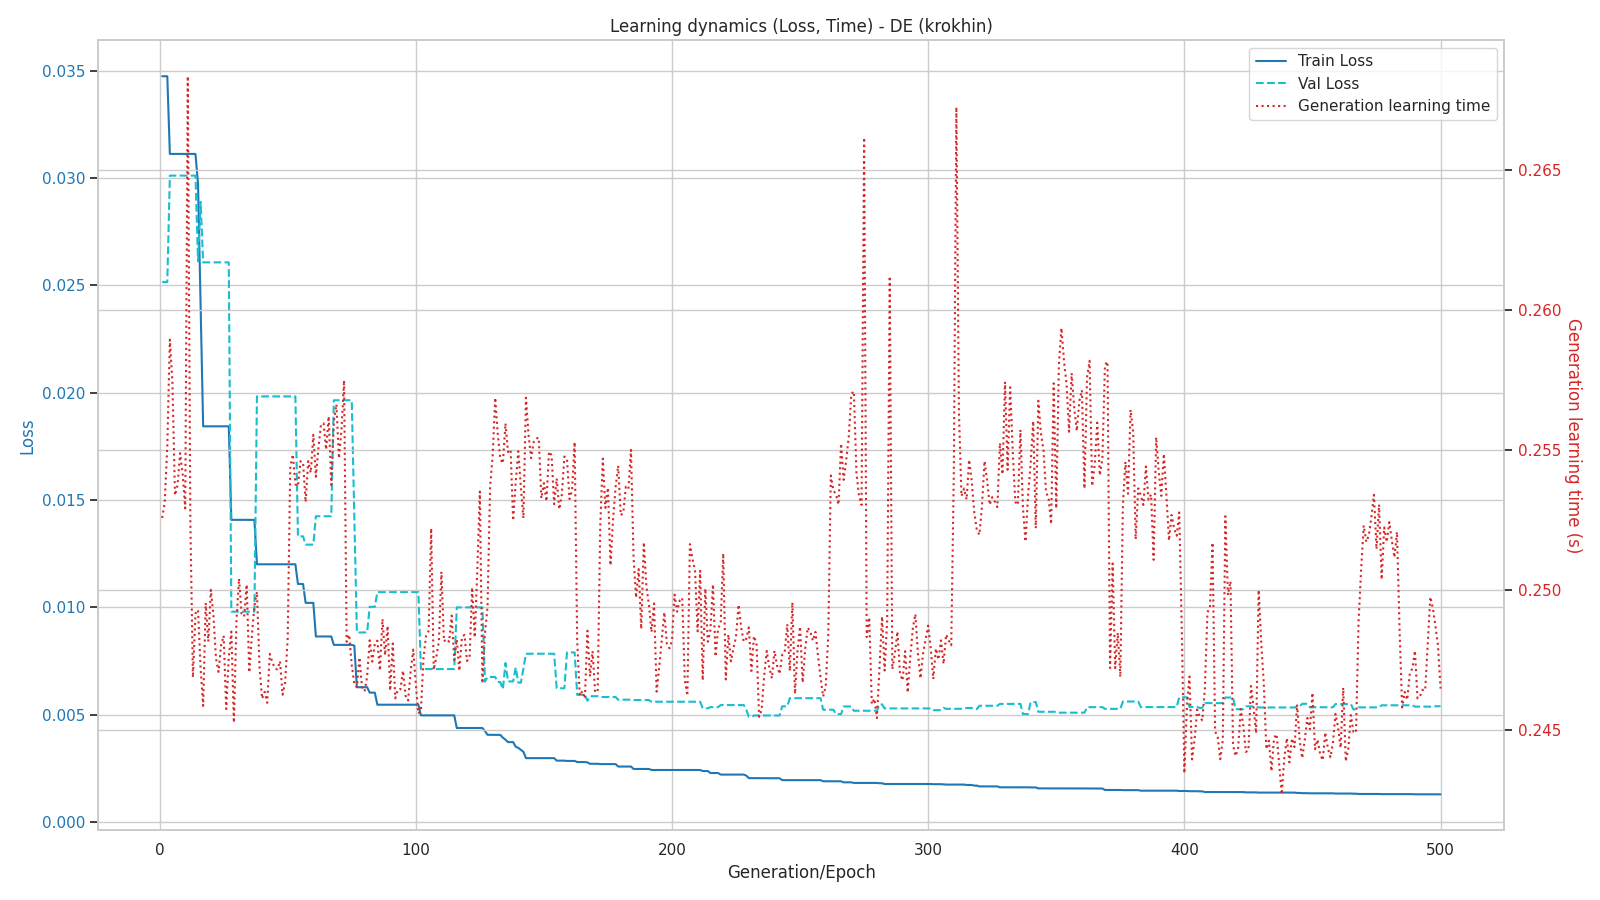 Learning dynamics (Loss, Time) - DE (krokhin)
Train Loss
Val Loss
Generation learning time
0.035
0.030
0.025
0.020
0.015
0.010
0.005
0.000
Loss
0.265
0.260
0.255
0.250
0.245
Generation learning time (s)
0 100 200 300 400 500
Generation/Epoch